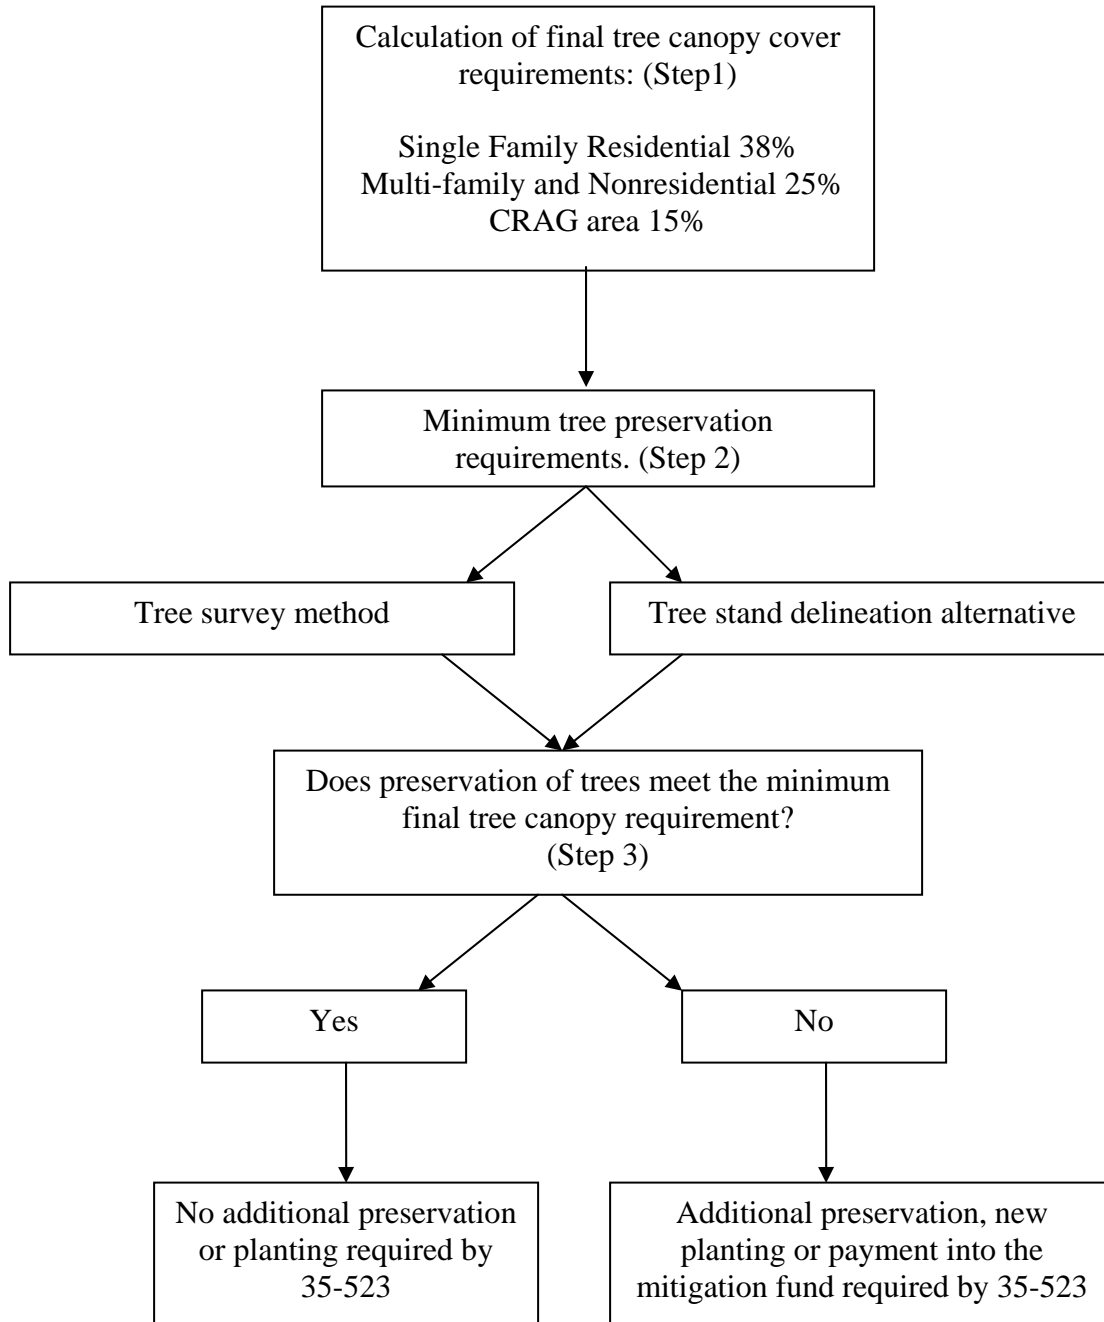 Calculation of final tree canopy cover
requirements: (Step1)
Single Family Residential 38%
Multi-family and Nonresidential 25%
CRAG area 15%
Minimum tree preservation
requirements. (Step 2)
Tree survey method
Tree stand delineation alternative
Does preservation of trees meet the minimum
final tree canopy requirement?
(Step 3)
Yes
No
No additional preservation
or planting required by
35-523
Additional preservation, new
planting or payment into the
mitigation fund required by 35-523